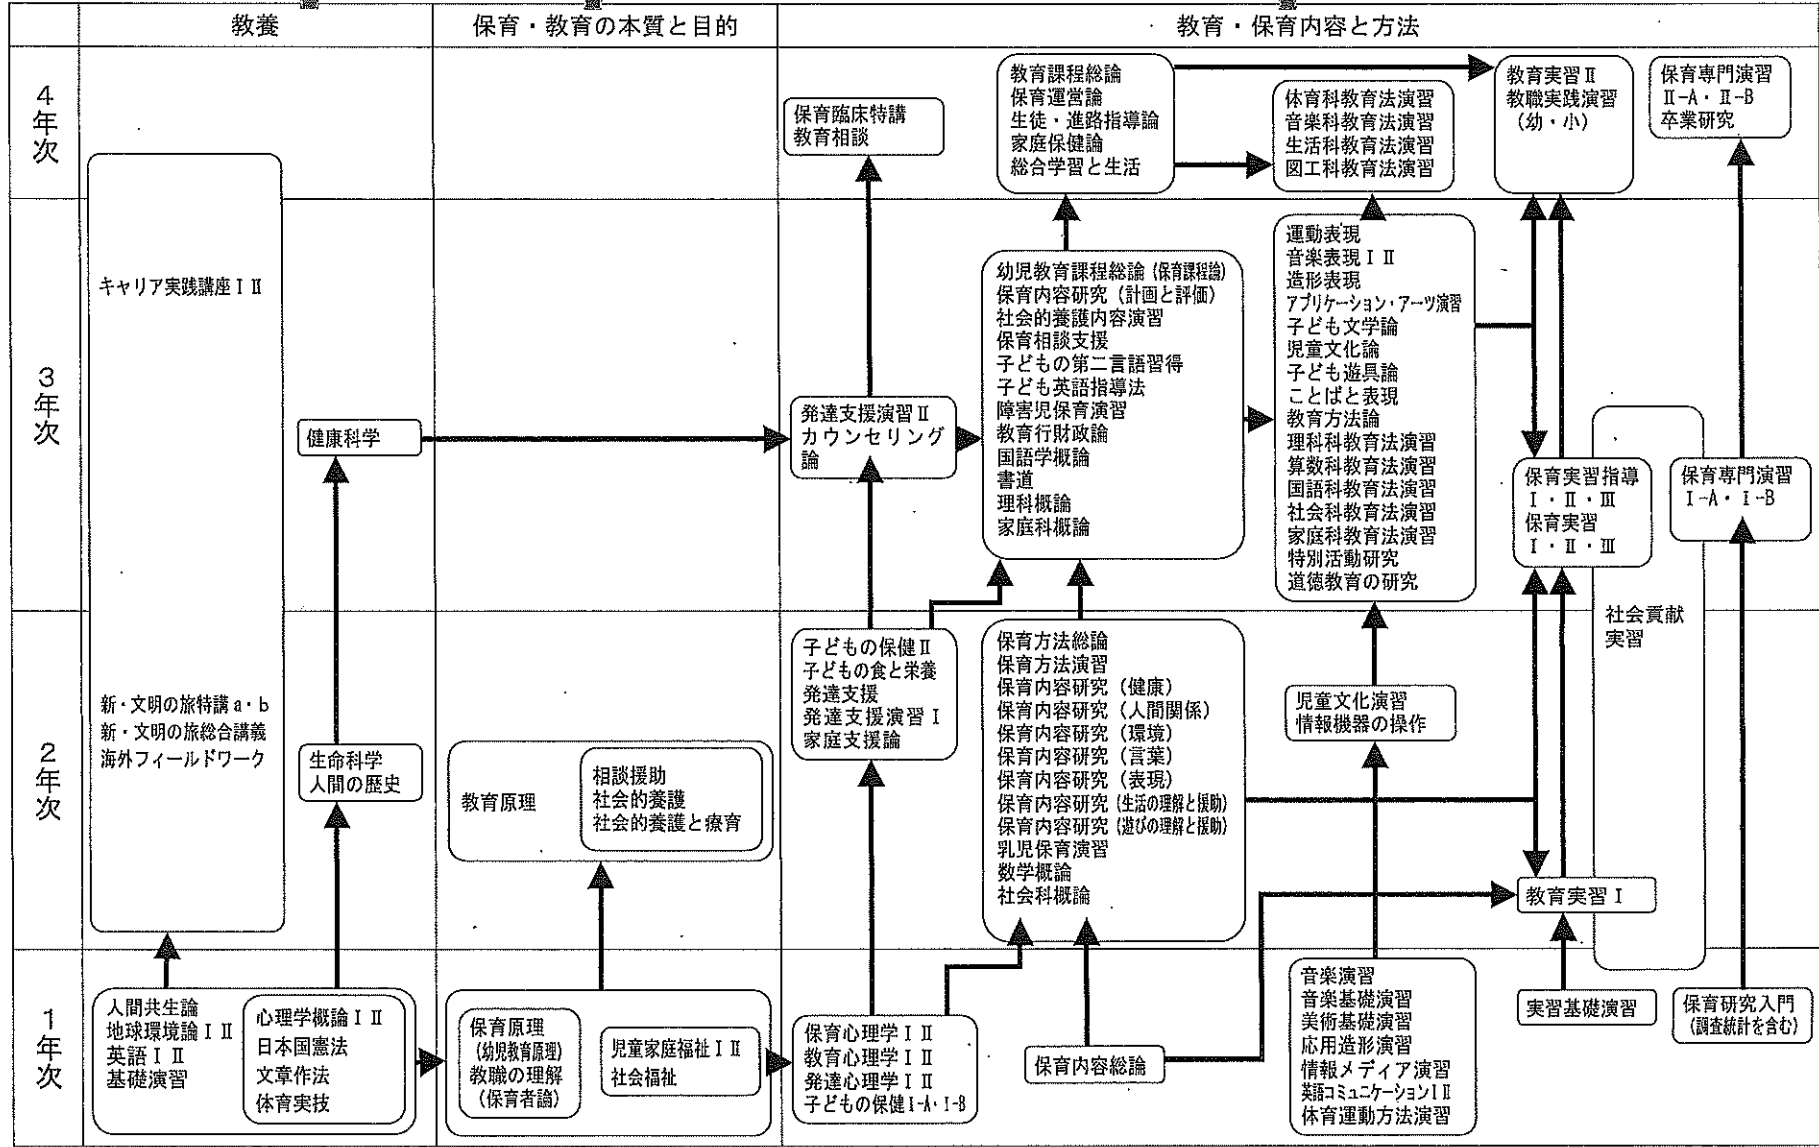 教養
保育・教育の本質と目的
教育・保育内容と方法
4年次
保育臨床特講
教育相談
教育課程総論
保育運営論
生徒・進路指導論
家庭保健論
総合学習と生活
体育科教育法演習
音楽科教育法演習
生活科教育法演習
図工科教育法演習
教育実習Ⅱ
教職実践演習
(幼・小)
保育専門演習
Ⅱ-A・Ⅱ-B
卒業研究
3年次
キャリア実践講座ⅠⅡ
健康科学
発達支援演習Ⅱ
カウンセリング
論
幼児教育課程総論(保育課程論)
保育内容研究(計画と評価)
社会的養護内容演習
保育相談支援
子どもの第二言語習得
子ども英語指導法
障害児保育演習
教育行財政論
国語学概論
書道
理科概論
家庭科概論
運動表現
音楽表現ⅠⅡ
造形表現
アプリケーション・アーツ演習
子ども文学論
児童文化論
子ども遊具論
ことばと表現
教育方法論
理科科教育法演習
算数科教育法演習
国語科教育法演習
社会科教育法演習
家庭科教育法演習
特別活動研究
道徳教育の研究
保育実習指導
Ⅰ・Ⅱ・Ⅲ
保育実習
Ⅰ・Ⅱ・Ⅲ
保育専門演習
Ⅰ-A・Ⅰ-B
社会貢献
実習
2年次
新・文明の旅特講a・b
新・文明の旅総合講義
海外フィールドワーク
生命科学
人間の歴史
教育原理
相談援助
社会的養護
社会的養護と療育
子どもの保健Ⅱ
子どもの食と栄養
発達支援
発達支援演習Ⅰ
家庭支援論
保育方法総論
保育方法演習
保育内容研究(健康)
保育内容研究(人間関係)
保育内容研究(環境)
保育内容研究(言葉)
保育内容研究(表現)
保育内容研究(生活の理解と援助)
保育内容研究(遊びの理解と援助)
乳児保育演習
数学概論
社会科概論
児童文化演習
情報機器の操作
教育実習Ⅰ
1年次
人間共生論
地球環境論ⅠⅡ
英語ⅠⅡ
基礎演習
心理学概論ⅠⅡ
日本国憲法
文章作法
体育実技
保育原理
(幼児教育原理)
教職の理解
(保育者論)
児童家庭福祉ⅠⅡ
社会福祉
保育心理学ⅠⅡ
教育心理学ⅠⅡ
発達心理学ⅠⅡ
子どもの保健Ⅰ-A・Ⅰ-B
保育内容総論
音楽演習
音楽基礎演習
美術基礎演習
応用造形演習
情報メディア演習
英語コミュニケーションⅠⅡ
体育運動方法演習
実習基礎演習
保育研究入門
(調査統計を含む)